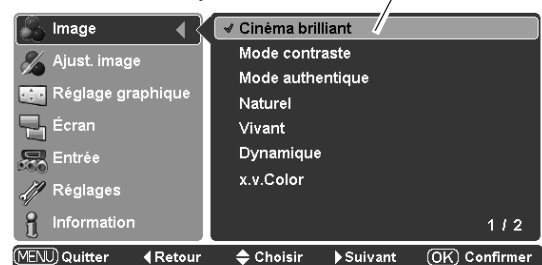 Image
Ajust. image
Réglage graphique
Écran
Entrée
Réglages
Information
Cinéma brilliant
Mode contraste
Mode authentique
Naturel
Vivant
Dynamique
x.v.Color
1 / 2
MENU Quitter Retour Choisir Suivant OK Confirmer